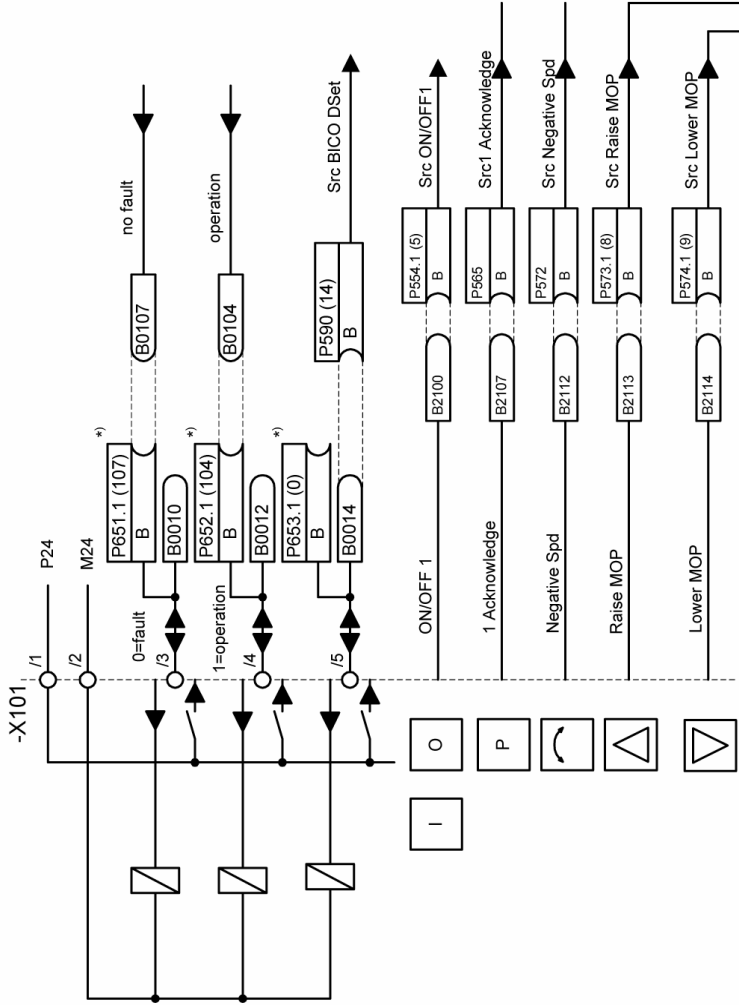 -X101
/1
P24
/2
M24
*)
P651.1 (107)
B
B0107
no fault
0=fault
/3
B0010
*)
P652.1 (104)
B
B0104
operation
1=operation
/4
B0012
*)
P653.1 (0)
/5
B0014
P590 (14)
B
Src BICO DSet
I
O
ON/OFF 1
B2100
P554.1 (5)
B
Src ON/OFF1
P
1 Acknowledge
B2107
P565
B
Src1 Acknowledge
Negative Spd
B2112
P572
B
Src Negative Spd
Raise MOP
B2113
P573.1 (8)
B
Src Raise MOP
Lower MOP
B2114
P574.1 (9)
B
Src Lower MOP